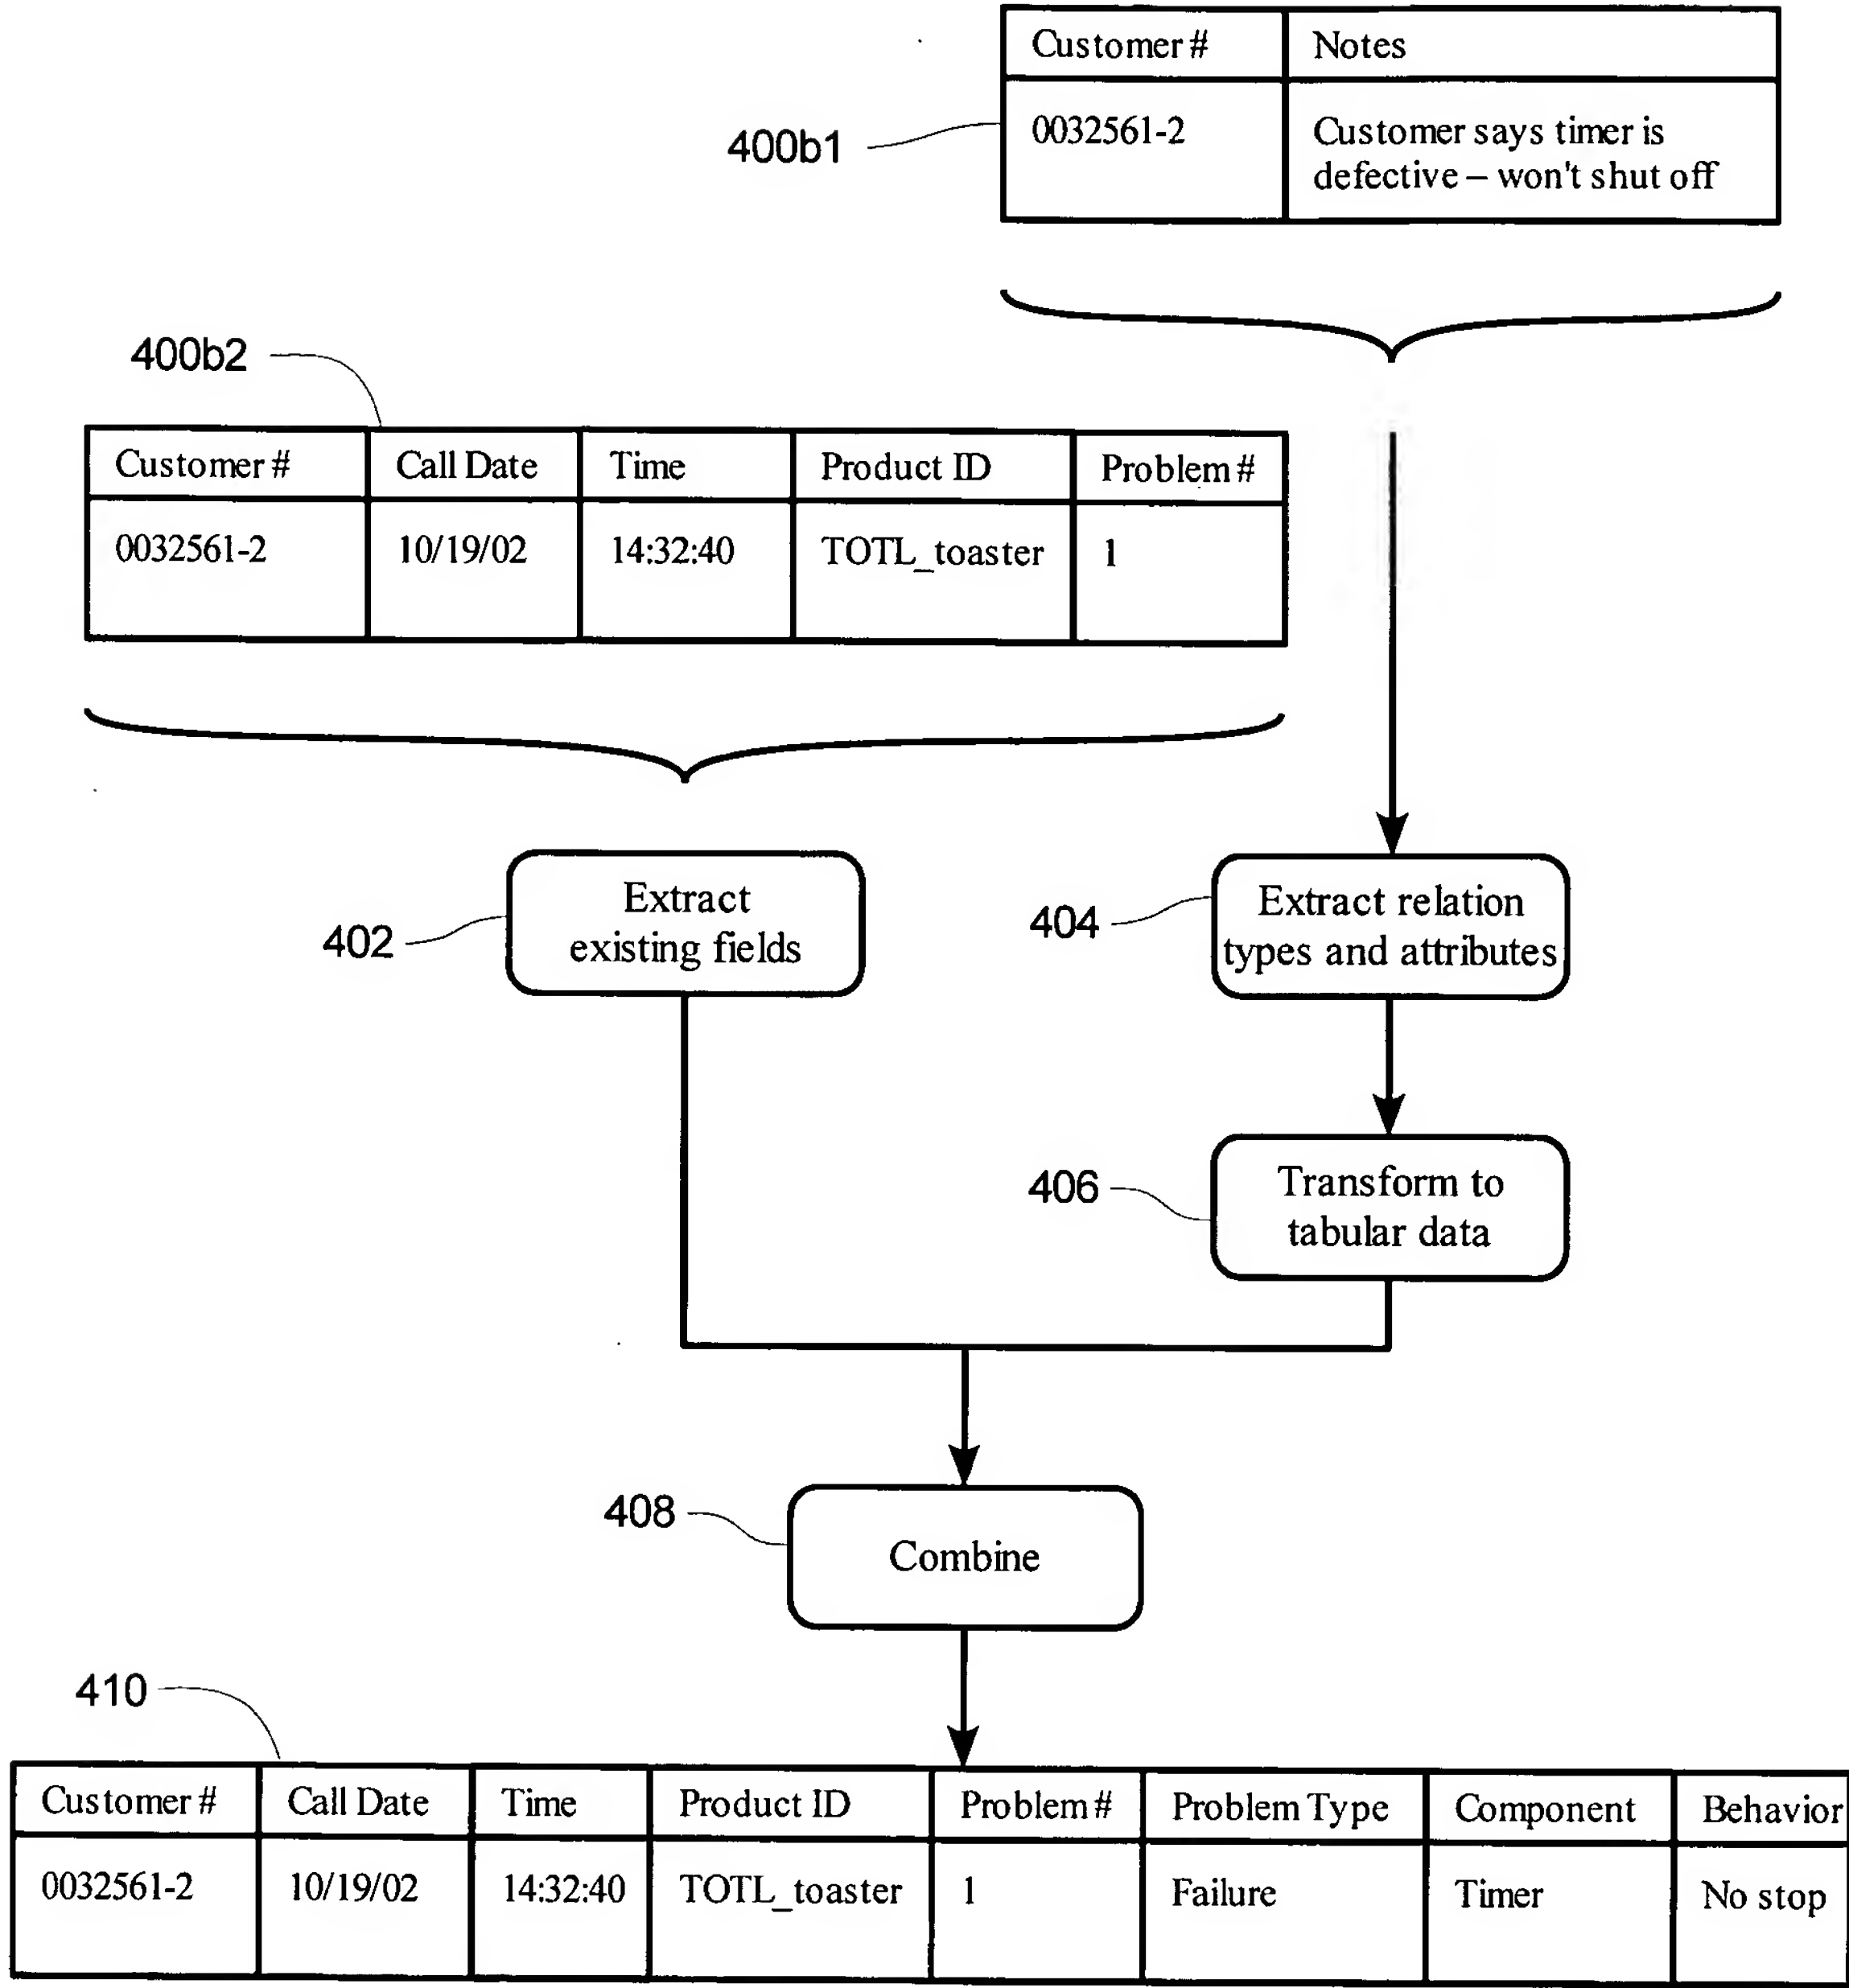 Customer # Notes
400b1 0032561-2 Customer says timer is
defective – won't shut off
400b2
Customer # Call Date Time Product ID Problem #
0032561-2 10/19/02 14:32:40 TOTL_toaster 1
402 Extract
existing fields
404 Extract relation
types and attributes
406 Transform to
tabular data
408 Combine
410
Customer # Call Date Time Product ID Problem # Problem Type Component Behavior
0032561-2 10/19/02 14:32:40 TOTL_toaster 1 Failure Timer No stop